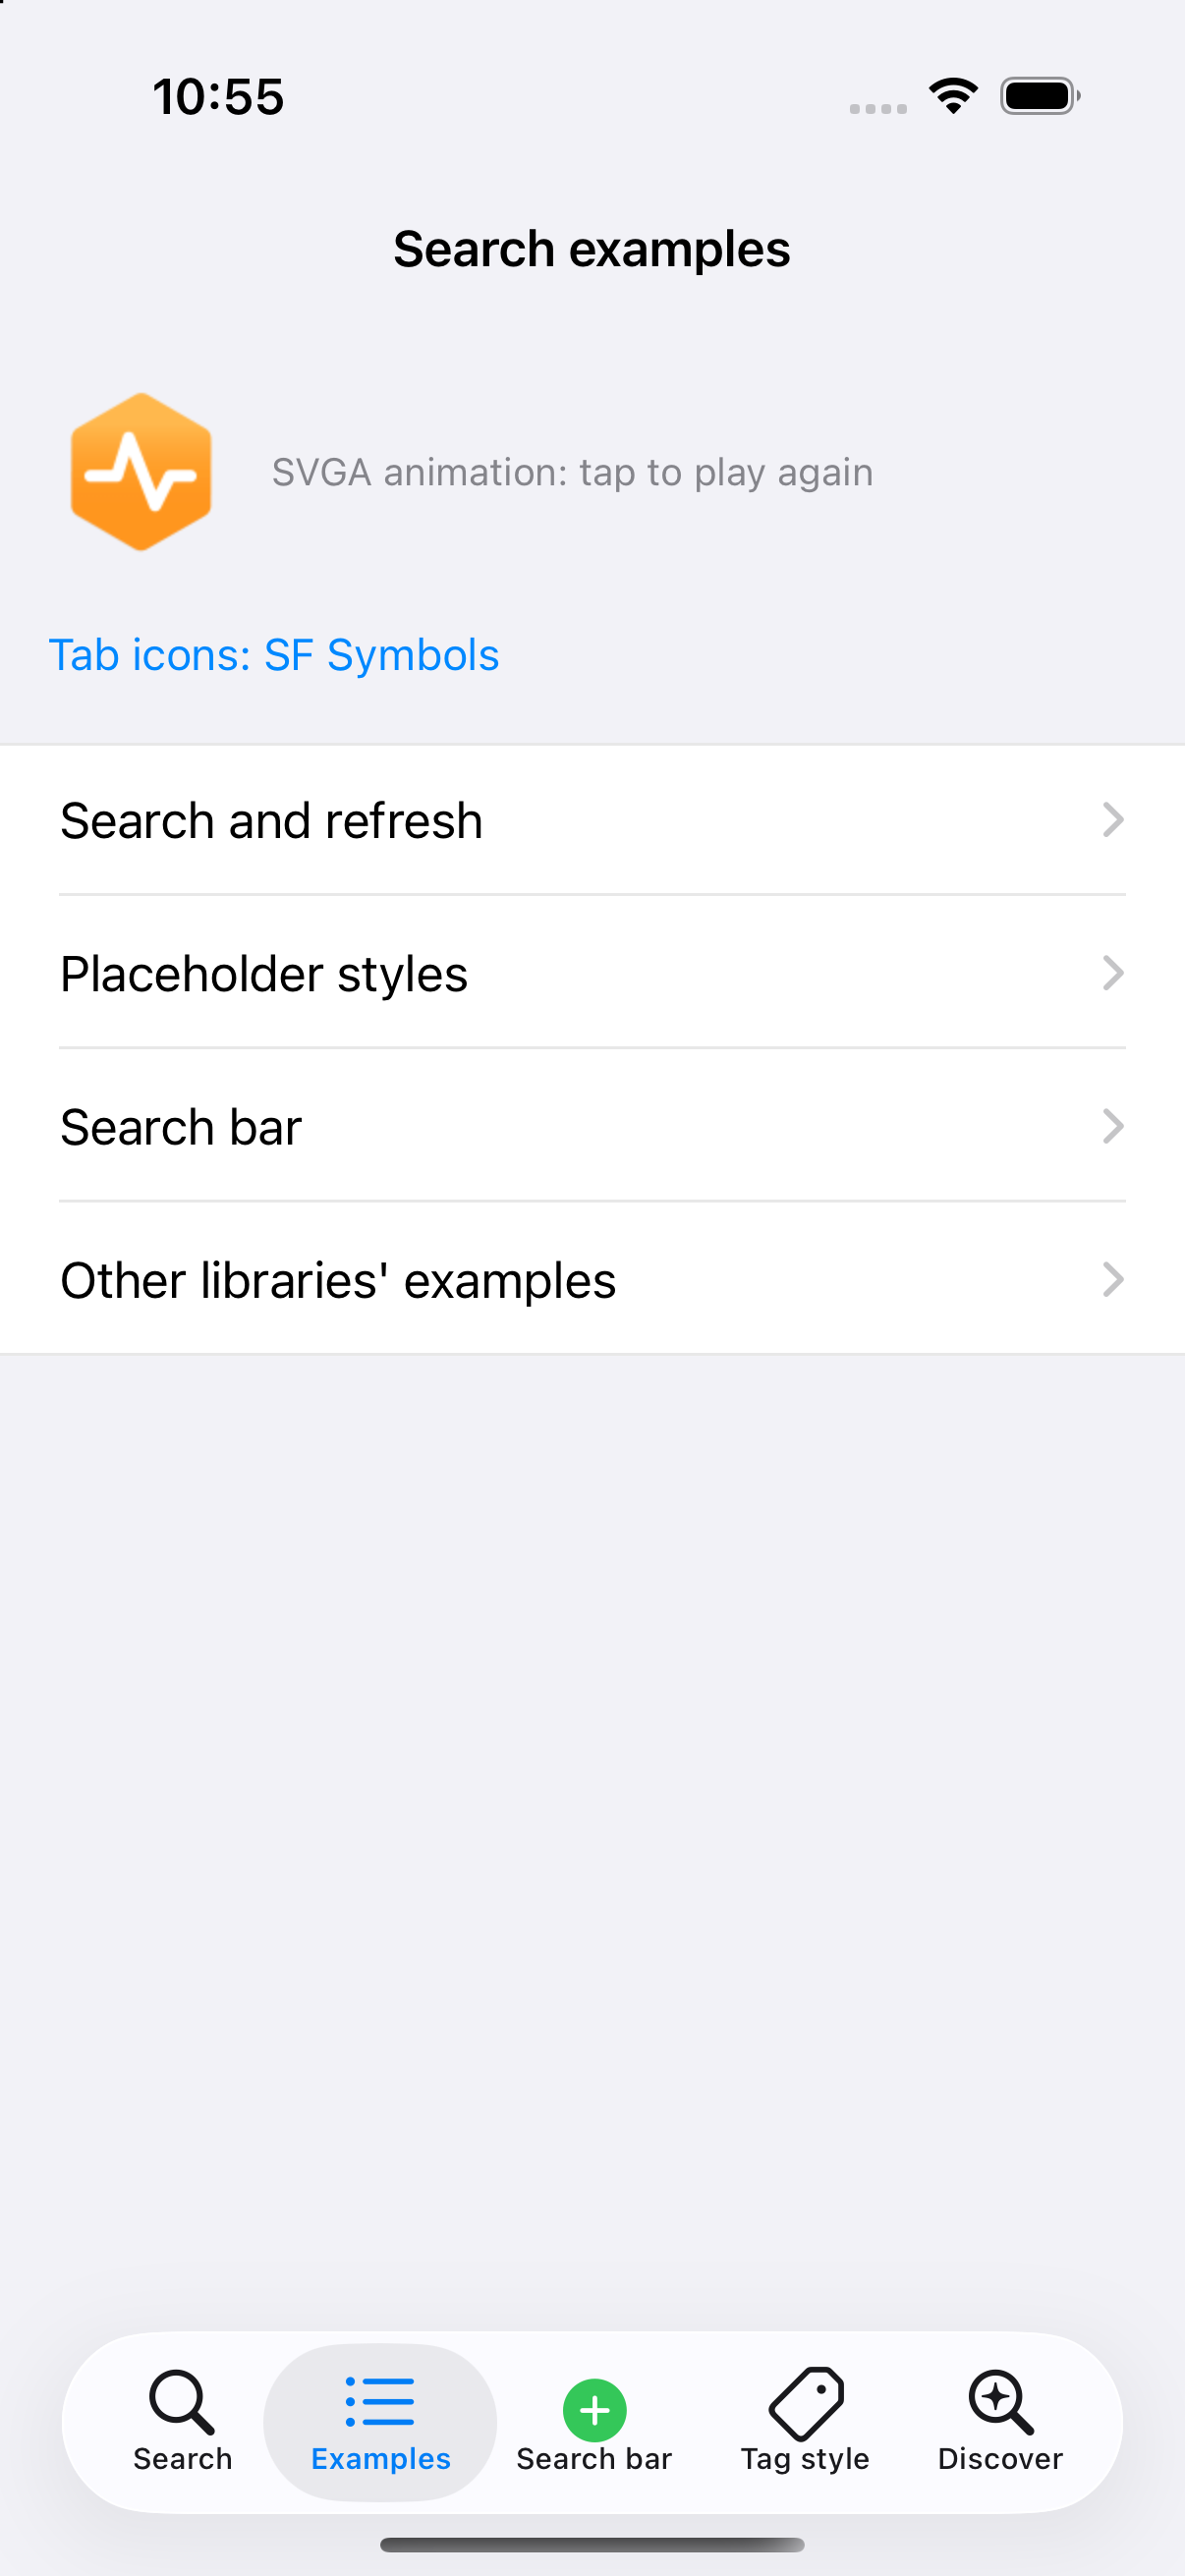 10:55
Search examples
SVGA animation: tap to play again
Tab icons: SF Symbols
Search and refresh
Placeholder styles
Search bar
Other libraries' examples
Search
Examples
Search bar
Tag style
Discover